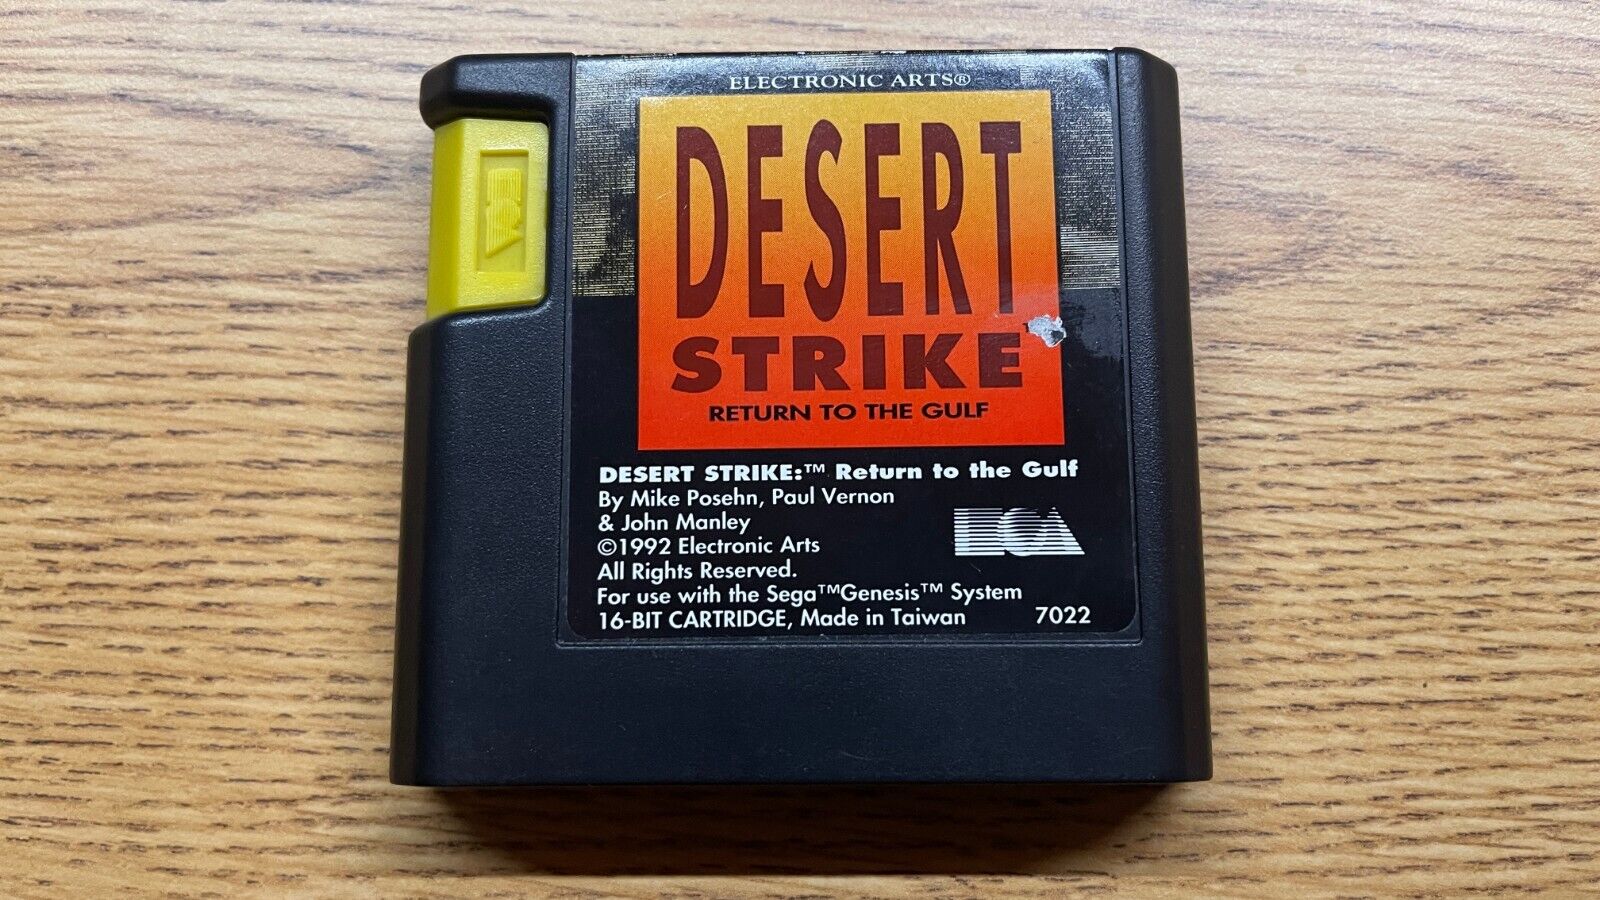 ELECTRONIC ARTS®
DESERT
STRIKE
RETURN TO THE GULF
DESERT STRIKE:™ Return to the Gulf
By Mike Posehn, Paul Vernon
& John Manley
©1992 Electronic Arts
All Rights Reserved.
For use with the Sega™Genesis™ System
16-BIT CARTRIDGE, Made in Taiwan 7022
EA